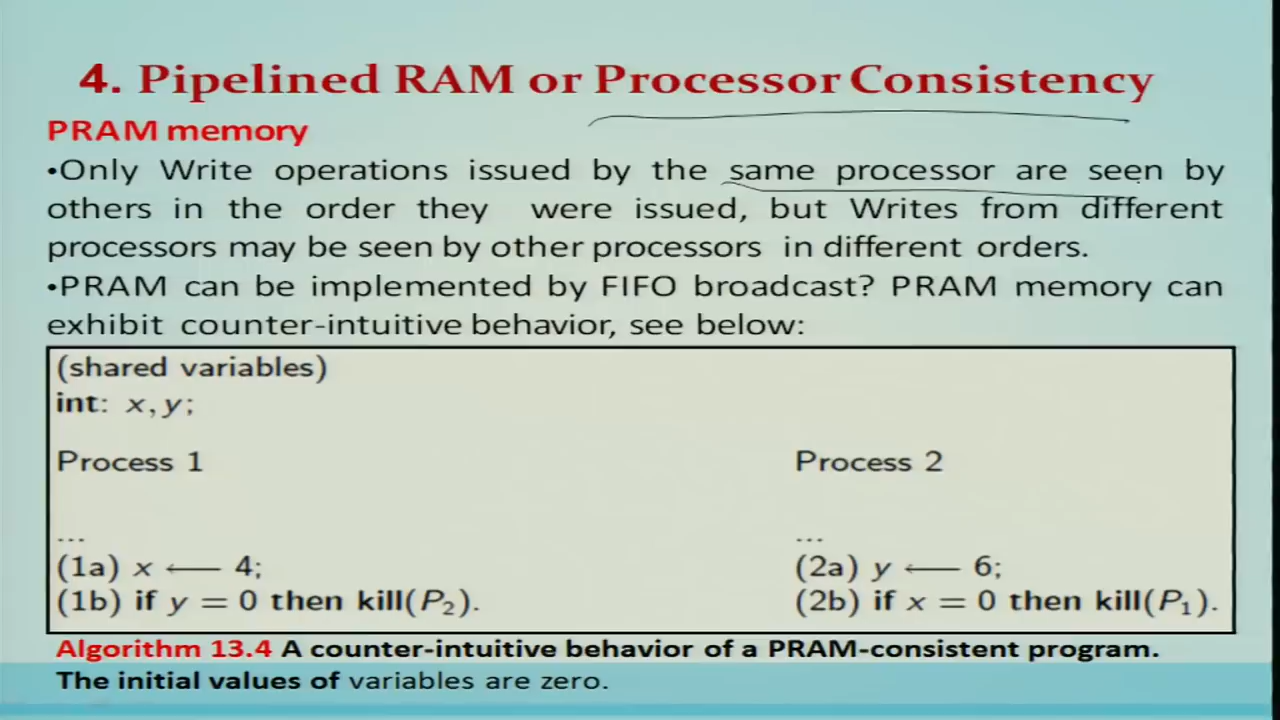 4. Pipelined RAM or Processor Consistency
PRAM memory
•Only Write operations issued by the same processor are seen by
others in the order they were issued, but Writes from different
processors may be seen by other processors in different orders.
•PRAM can be implemented by FIFO broadcast? PRAM memory can
exhibit counter-intuitive behavior, see below:
(shared variables)
int: x, y;
Process 1 Process 2
... ...
(1a) x ⟵ 4; (2a) y ⟵ 6;
(1b) if y = 0 then kill(P₂). (2b) if x = 0 then kill(P₁).
Algorithm 13.4 A counter-intuitive behavior of a PRAM-consistent program.
The initial values of variables are zero.